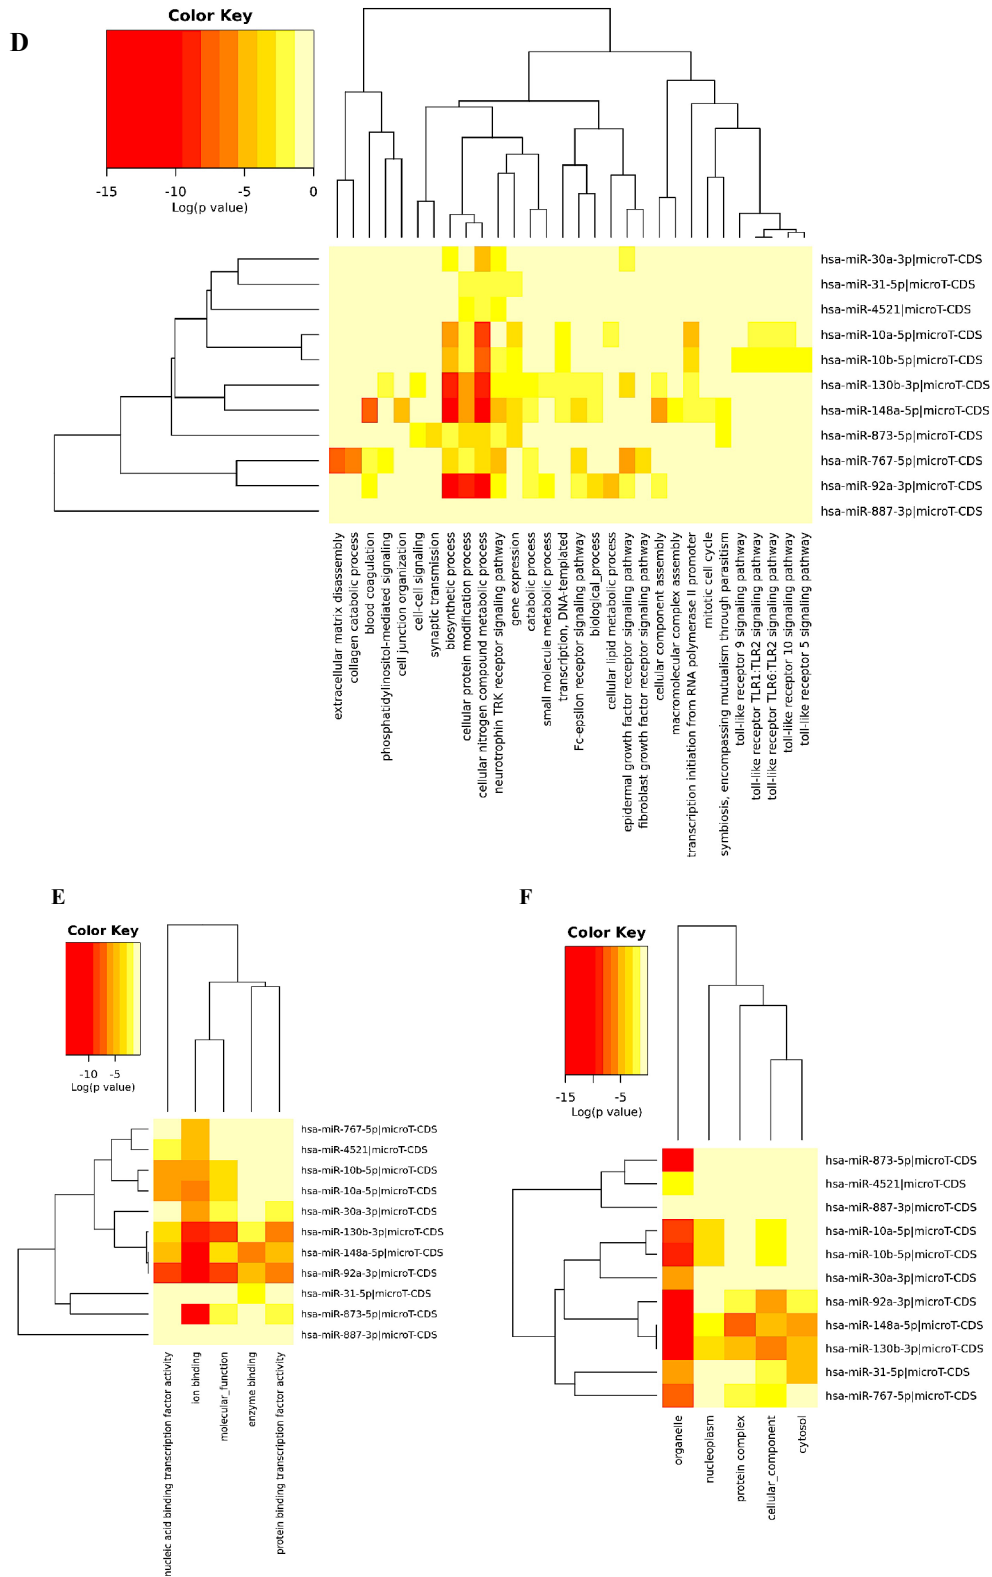 D
Color Key
-15 -10 -5 0
Log(p value)
hsa-miR-30a-3p|microT-CDS
hsa-miR-31-5p|microT-CDS
hsa-miR-4521|microT-CDS
hsa-miR-10a-5p|microT-CDS
hsa-miR-10b-5p|microT-CDS
hsa-miR-130b-3p|microT-CDS
hsa-miR-148a-5p|microT-CDS
hsa-miR-873-5p|microT-CDS
hsa-miR-767-5p|microT-CDS
hsa-miR-92a-3p|microT-CDS
hsa-miR-887-3p|microT-CDS
extracellular matrix disassembly
collagen catabolic process
blood coagulation
phosphatidylinositol-mediated signaling
cell junction organization
cell-cell signaling
synaptic transmission
biosynthetic process
cellular protein modification process
cellular nitrogen compound metabolic process
neurotrophin TRK receptor signaling pathway
gene expression
catabolic process
small molecule metabolic process
transcription, DNA-templated
Fc-epsilon receptor signaling pathway
biological_process
cellular lipid metabolic process
epidermal growth factor receptor signaling pathway
fibroblast growth factor receptor signaling pathway
cellular component assembly
macromolecular complex assembly
transcription initiation from RNA polymerase II promoter
mitotic cell cycle
symbiosis, encompassing mutualism through parasitism
toll-like receptor 9 signaling pathway
toll-like receptor TLR1:TLR2 signaling pathway
toll-like receptor TLR6:TLR2 signaling pathway
toll-like receptor 10 signaling pathway
toll-like receptor 5 signaling pathway
E
Color Key
-10 -5
Log(p value)
hsa-miR-767-5p|microT-CDS
hsa-miR-4521|microT-CDS
hsa-miR-10b-5p|microT-CDS
hsa-miR-10a-5p|microT-CDS
hsa-miR-30a-3p|microT-CDS
hsa-miR-130b-3p|microT-CDS
hsa-miR-148a-5p|microT-CDS
hsa-miR-92a-3p|microT-CDS
hsa-miR-31-5p|microT-CDS
hsa-miR-873-5p|microT-CDS
hsa-miR-887-3p|microT-CDS
nucleic acid binding transcription factor activity
ion binding
molecular_function
enzyme binding
protein binding transcription factor activity
F
Color Key
-15 -5
Log(p value)
hsa-miR-873-5p|microT-CDS
hsa-miR-4521|microT-CDS
hsa-miR-887-3p|microT-CDS
hsa-miR-10a-5p|microT-CDS
hsa-miR-10b-5p|microT-CDS
hsa-miR-30a-3p|microT-CDS
hsa-miR-92a-3p|microT-CDS
hsa-miR-148a-5p|microT-CDS
hsa-miR-130b-3p|microT-CDS
hsa-miR-31-5p|microT-CDS
hsa-miR-767-5p|microT-CDS
organelle
nucleoplasm
protein complex
cellular_component
cytosol